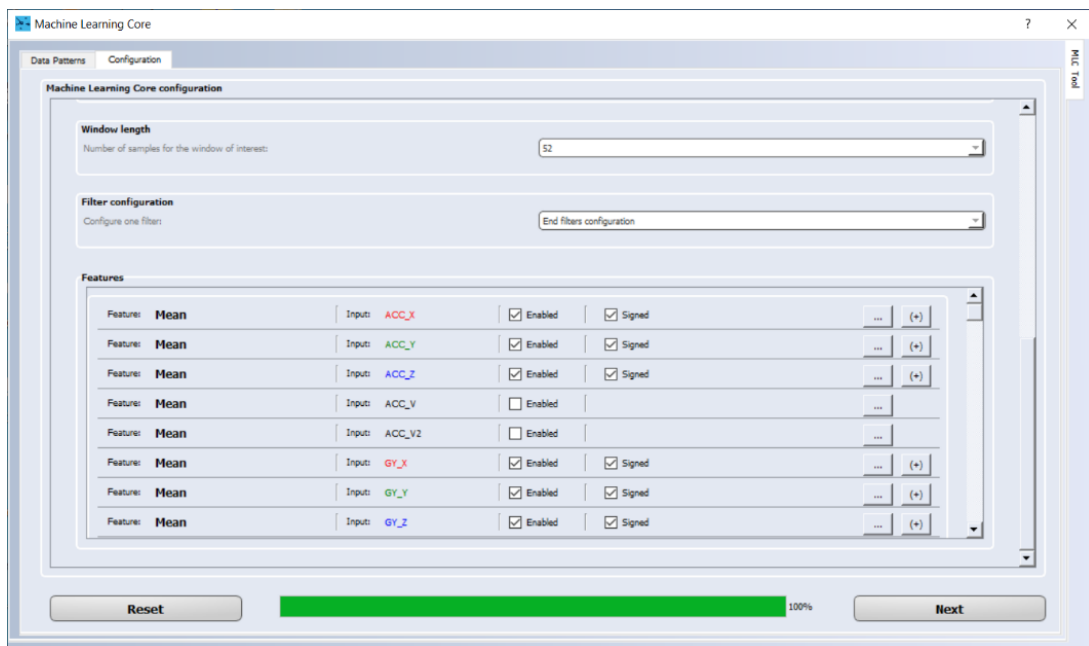 Machine Learning Core ? ×
Data Patterns Configuration
MLC Tool
Machine Learning Core configuration
Window length
Number of samples for the window of interest: 52
Filter configuration
Configure one filter: End filters configuration
Features
Feature: Mean Input: ACC_X Enabled Signed ... (+)
Feature: Mean Input: ACC_Y Enabled Signed ... (+)
Feature: Mean Input: ACC_Z Enabled Signed ... (+)
Feature: Mean Input: ACC_V Enabled ...
Feature: Mean Input: ACC_V2 Enabled ...
Feature: Mean Input: GY_X Enabled Signed ... (+)
Feature: Mean Input: GY_Y Enabled Signed ... (+)
Feature: Mean Input: GY_Z Enabled Signed ... (+)
Reset 100% Next